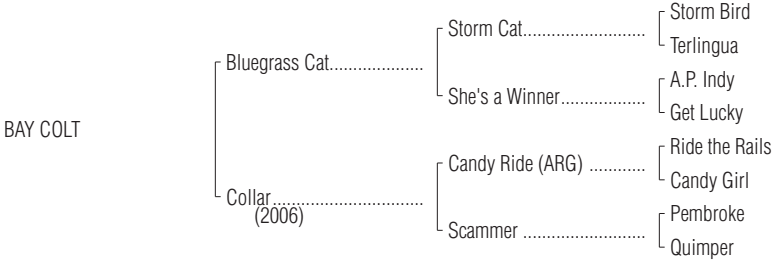 Storm Bird
Storm Cat..........................
Terlingua
Bluegrass Cat....................
A.P. Indy
She's a Winner..................
Get Lucky
BAY COLT
Ride the Rails
Candy Ride (ARG) ............
Candy Girl
Collar................................
(2006)
Pembroke
Scammer ..........................
Quimper